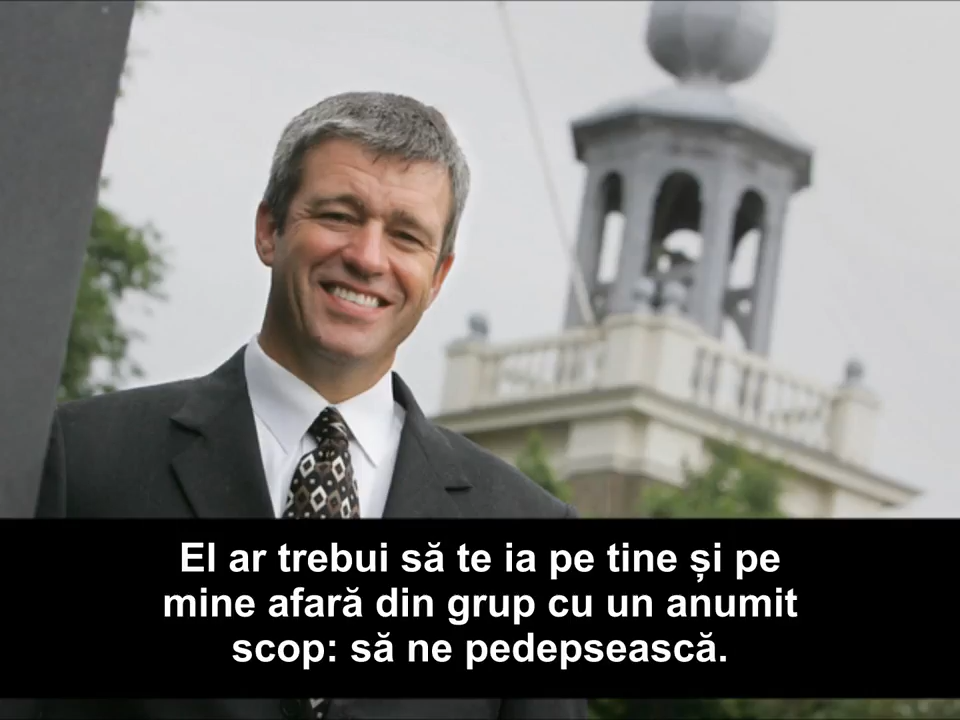 El ar trebui să te ia pe tine și pe
mine afară din grup cu un anumit
scop: să ne pedepsească.